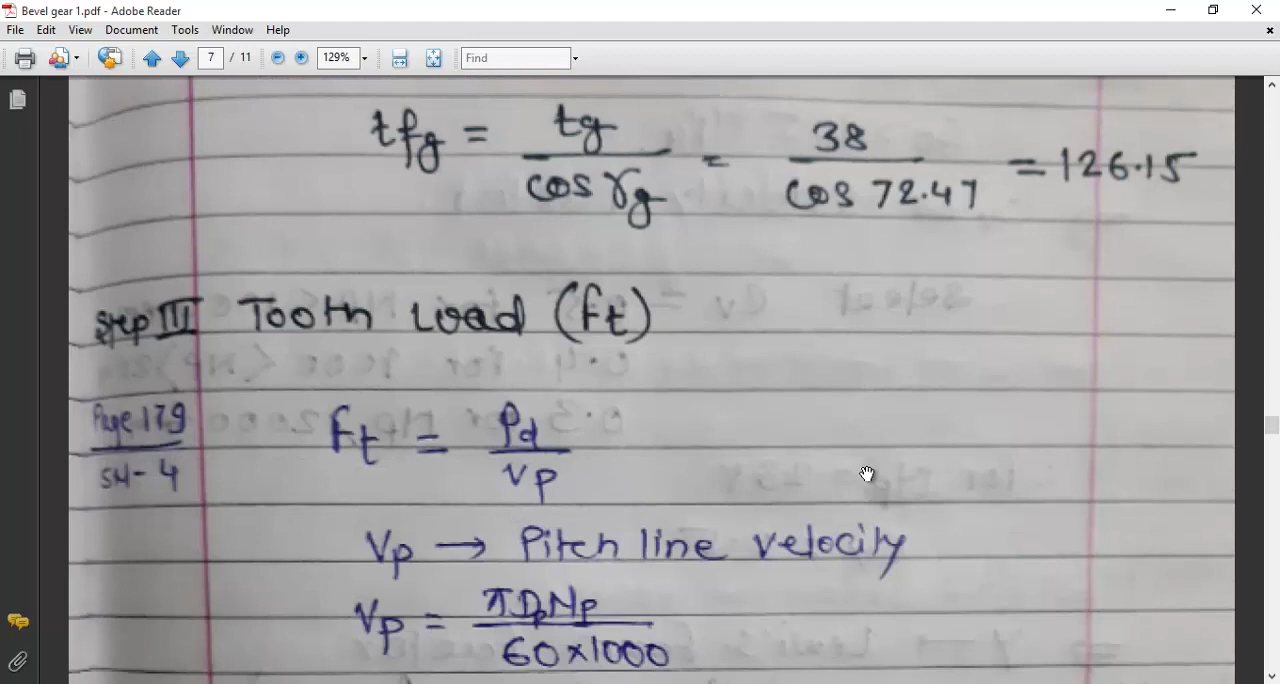 Bevel gear 1.pdf - Adobe Reader
File Edit View Document Tools Window Help
7 / 11 129% Find
tfg = tg / cos γg = 38 / cos 72.47 = 126.15
Step III Tooth Load (Ft)
Page 179 / SN-4
Ft = Pd / Vp
Vp → Pitch line velocity
Vp = πDpNp / 60×1000